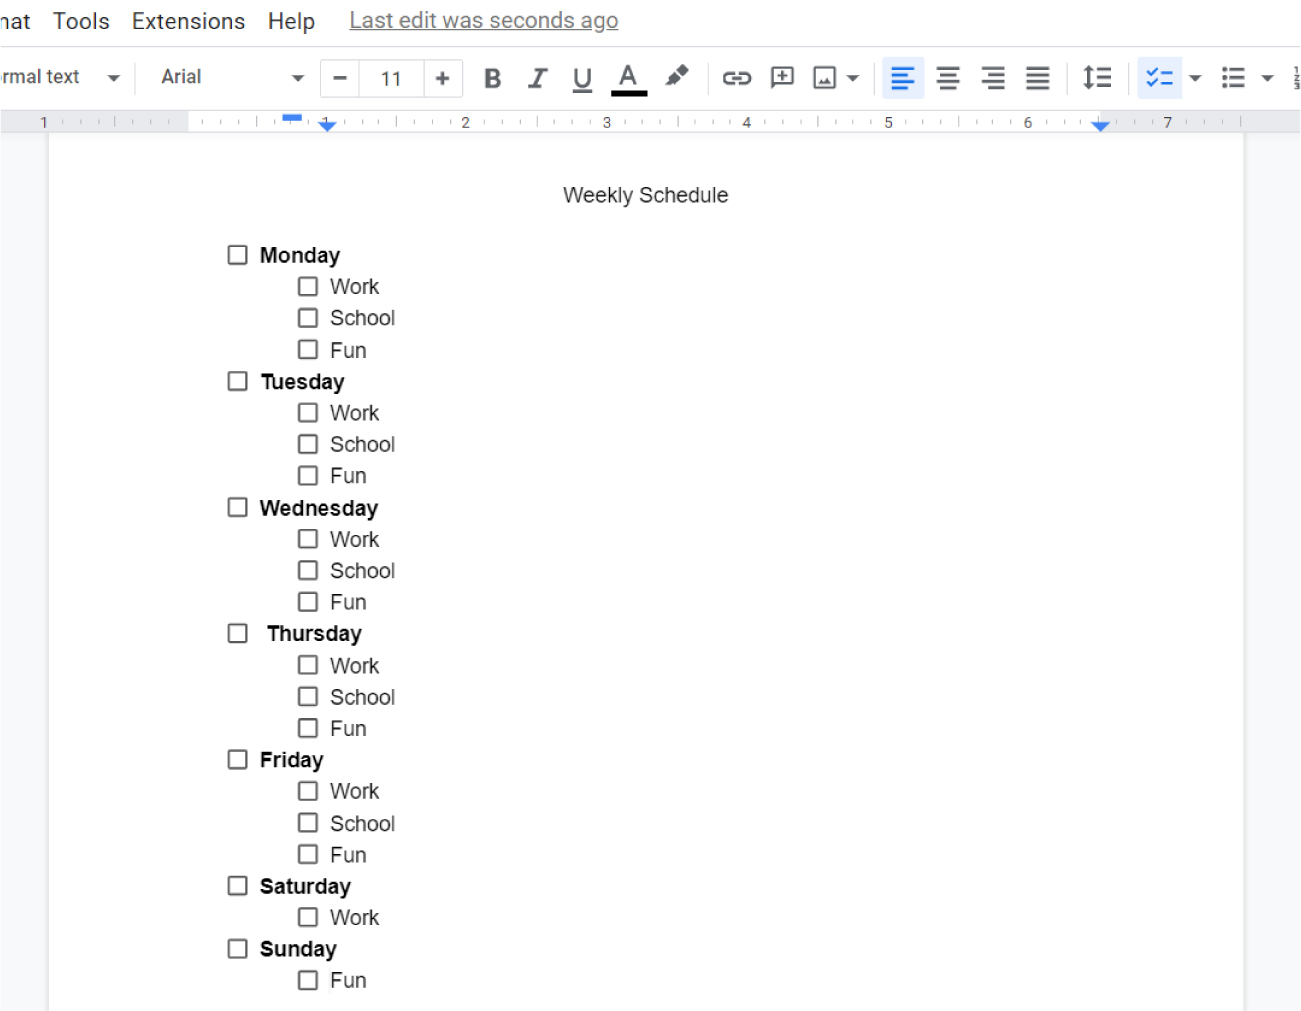 nat Tools Extensions Help Last edit was seconds ago
rmal text Arial 11 B I U A
1 1 2 3 4 5 6 7
Weekly Schedule
Monday
Work
School
Fun
Tuesday
Work
School
Fun
Wednesday
Work
School
Fun
Thursday
Work
School
Fun
Friday
Work
School
Fun
Saturday
Work
Sunday
Fun